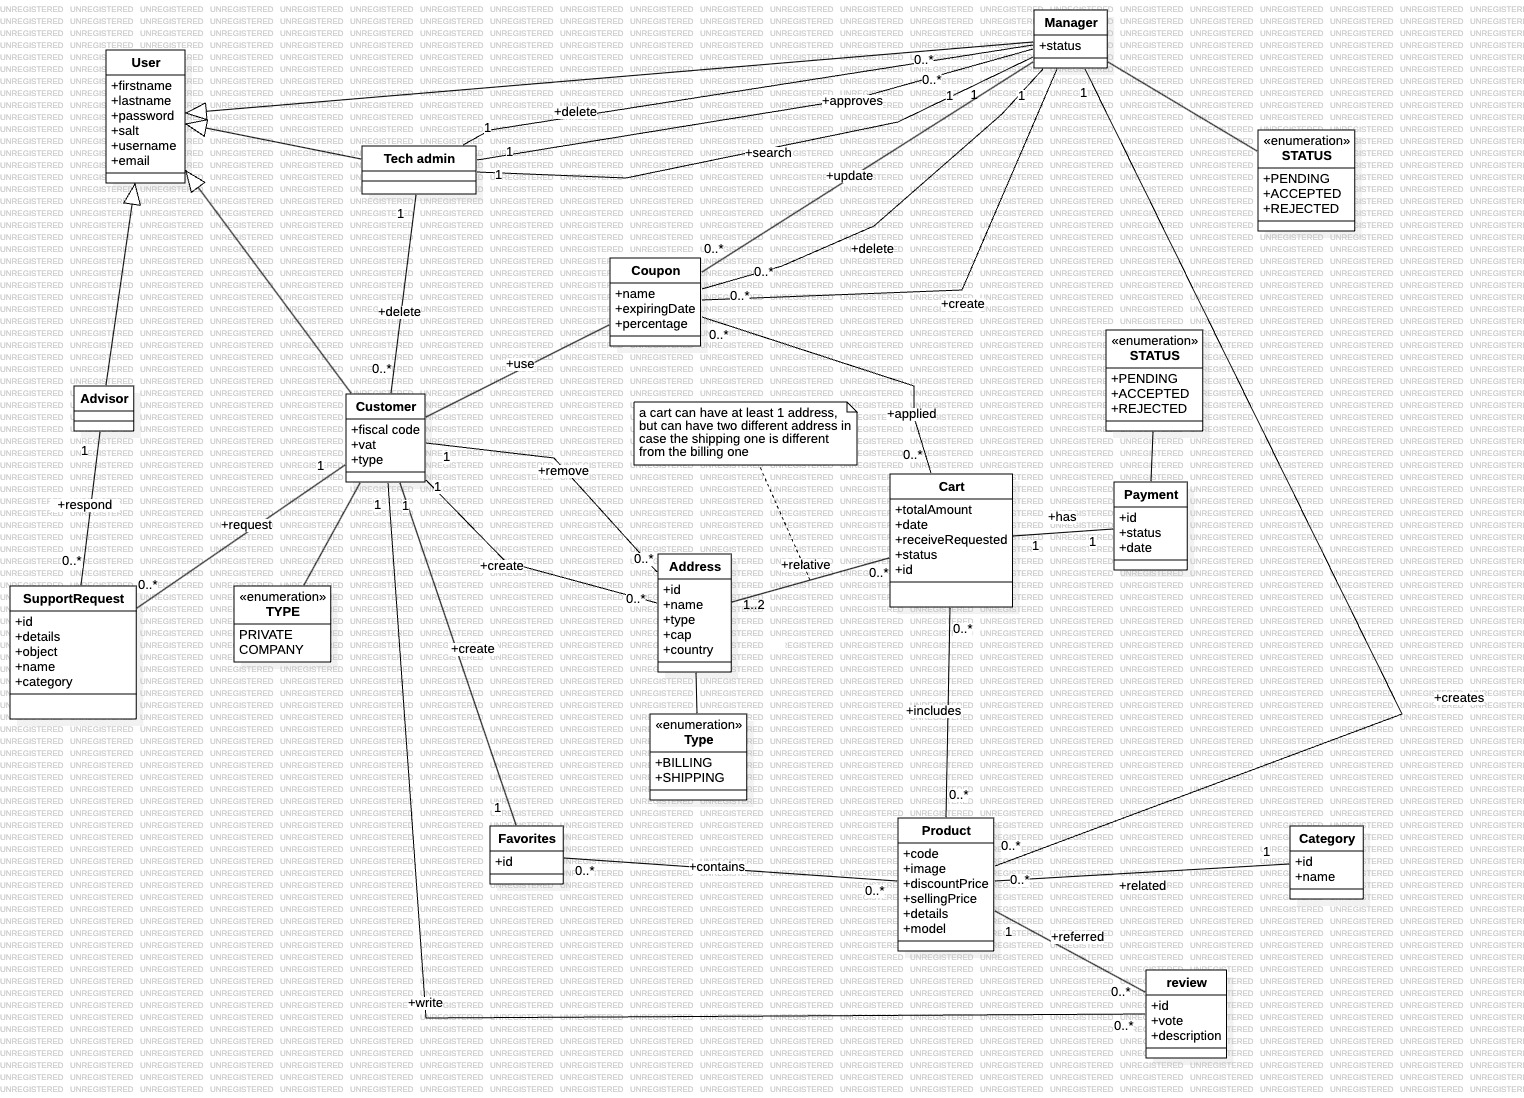 Manager
+status
User
+firstname
+lastname
+password
+salt
+username
+email
0..*
0..*
+delete
+approves
1
1
1
1
1
1
1
+search
1
Tech admin
«enumeration»
STATUS
+PENDING
+ACCEPTED
+REJECTED
+update
1
0..*
+delete
Coupon
+name
+expiringDate
+percentage
0..*
0..*
+create
0..*
+delete
0..*
+use
«enumeration»
STATUS
+PENDING
+ACCEPTED
+REJECTED
Advisor
Customer
+fiscal code
+vat
+type
a cart can have at least 1 address,
but can have two different address in
case the shipping one is different
from the billing one
+applied
0..*
1
1
1
+remove
1
+respond
1
1
+request
Cart
+totalAmount
+date
+receiveRequested
+status
+id
+has
1
1
Payment
+id
+status
+date
0..*
0..*
+create
0..*
0..*
Address
+id
+name
+type
+cap
+country
+relative
0..*
1..2
SupportRequest
+id
+details
+object
+name
+category
«enumeration»
TYPE
PRIVATE
COMPANY
+create
0..*
+includes
+creates
«enumeration»
Type
+BILLING
+SHIPPING
0..*
1
Favorites
+id
0..*
+contains
0..*
Product
+code
+image
+discountPrice
+sellingPrice
+details
+model
0..*
0..*
+related
1
Category
+id
+name
1
+referred
0..*
review
+id
+vote
+description
+write
0..*
UNREGISTERED